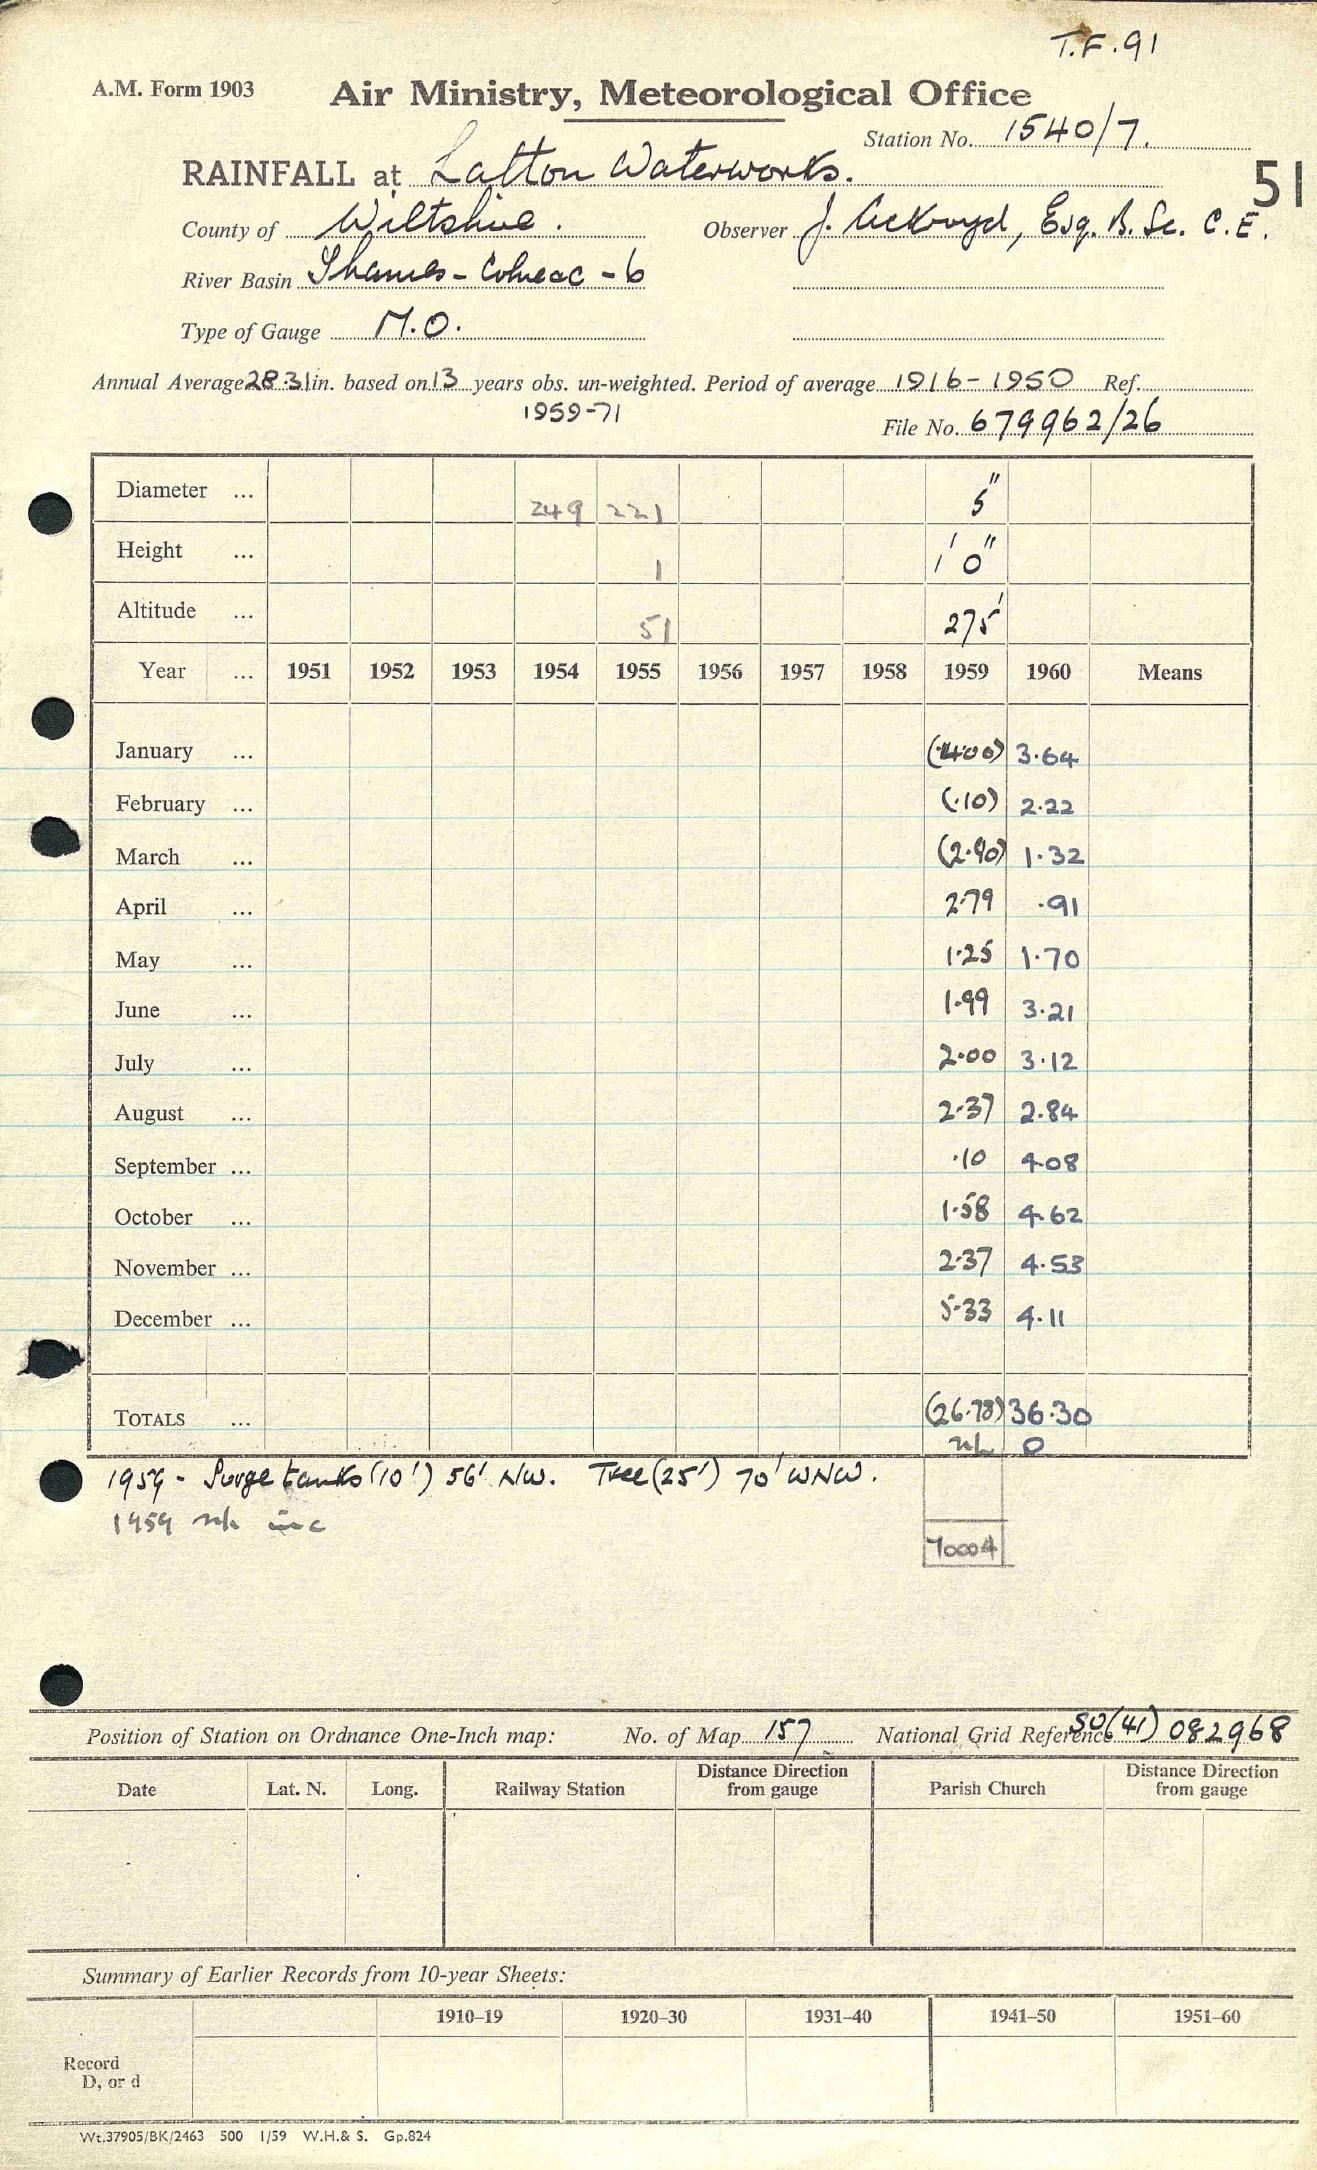 T.F.91
A.M. Form 1903 Air Ministry, Meteorological Office
Station No. 1540/7.
RAINFALL at Latton Waterworks.
51
County of Wiltshire. Observer J. Ackroyd, Esq. B.Sc. C.E.
River Basin Thames - - 6
Type of Gauge M.O.
Annual Average 28.31 in. based on 13 years obs. un-weighted. Period of average 1916-1950 Ref.
1959-71
File No. 679962/26
Diameter ... 249 221 5"
Height ... 1 1' 0"
Altitude ... 51 275'
Year ... 1951 1952 1953 1954 1955 1956 1957 1958 1959 1960 Means
January ... 3.64
February ... (.10) 2.22
March ... (2.90) 1.32
April ... 2.79 .91
May ... 1.25 1.70
June ... 1.99 3.21
July ... 2.00 3.12
August ... 2.37 2.84
September ... .10 4.08
October ... 1.58 4.62
November ... 2.37 4.53
December ... 5.33 4.11
TOTALS ... (26.78) 36.30
0
1959 - Surge tanks (10') 56' NW. Tree (25') 70' WNW.
1959 inc
70004
Position of Station on Ordnance One-Inch map: No. of Map 157 National Grid Reference SU(41) 082968
Date Lat. N. Long. Railway Station Distance Direction from gauge Parish Church Distance Direction from gauge
Summary of Earlier Records from 10-year Sheets:
1910–19 1920–30 1931–40 1941–50 1951–60
Record
D, or d
Wt.37905/BK/2463 500 1/59 W.H.& S. Gp.824